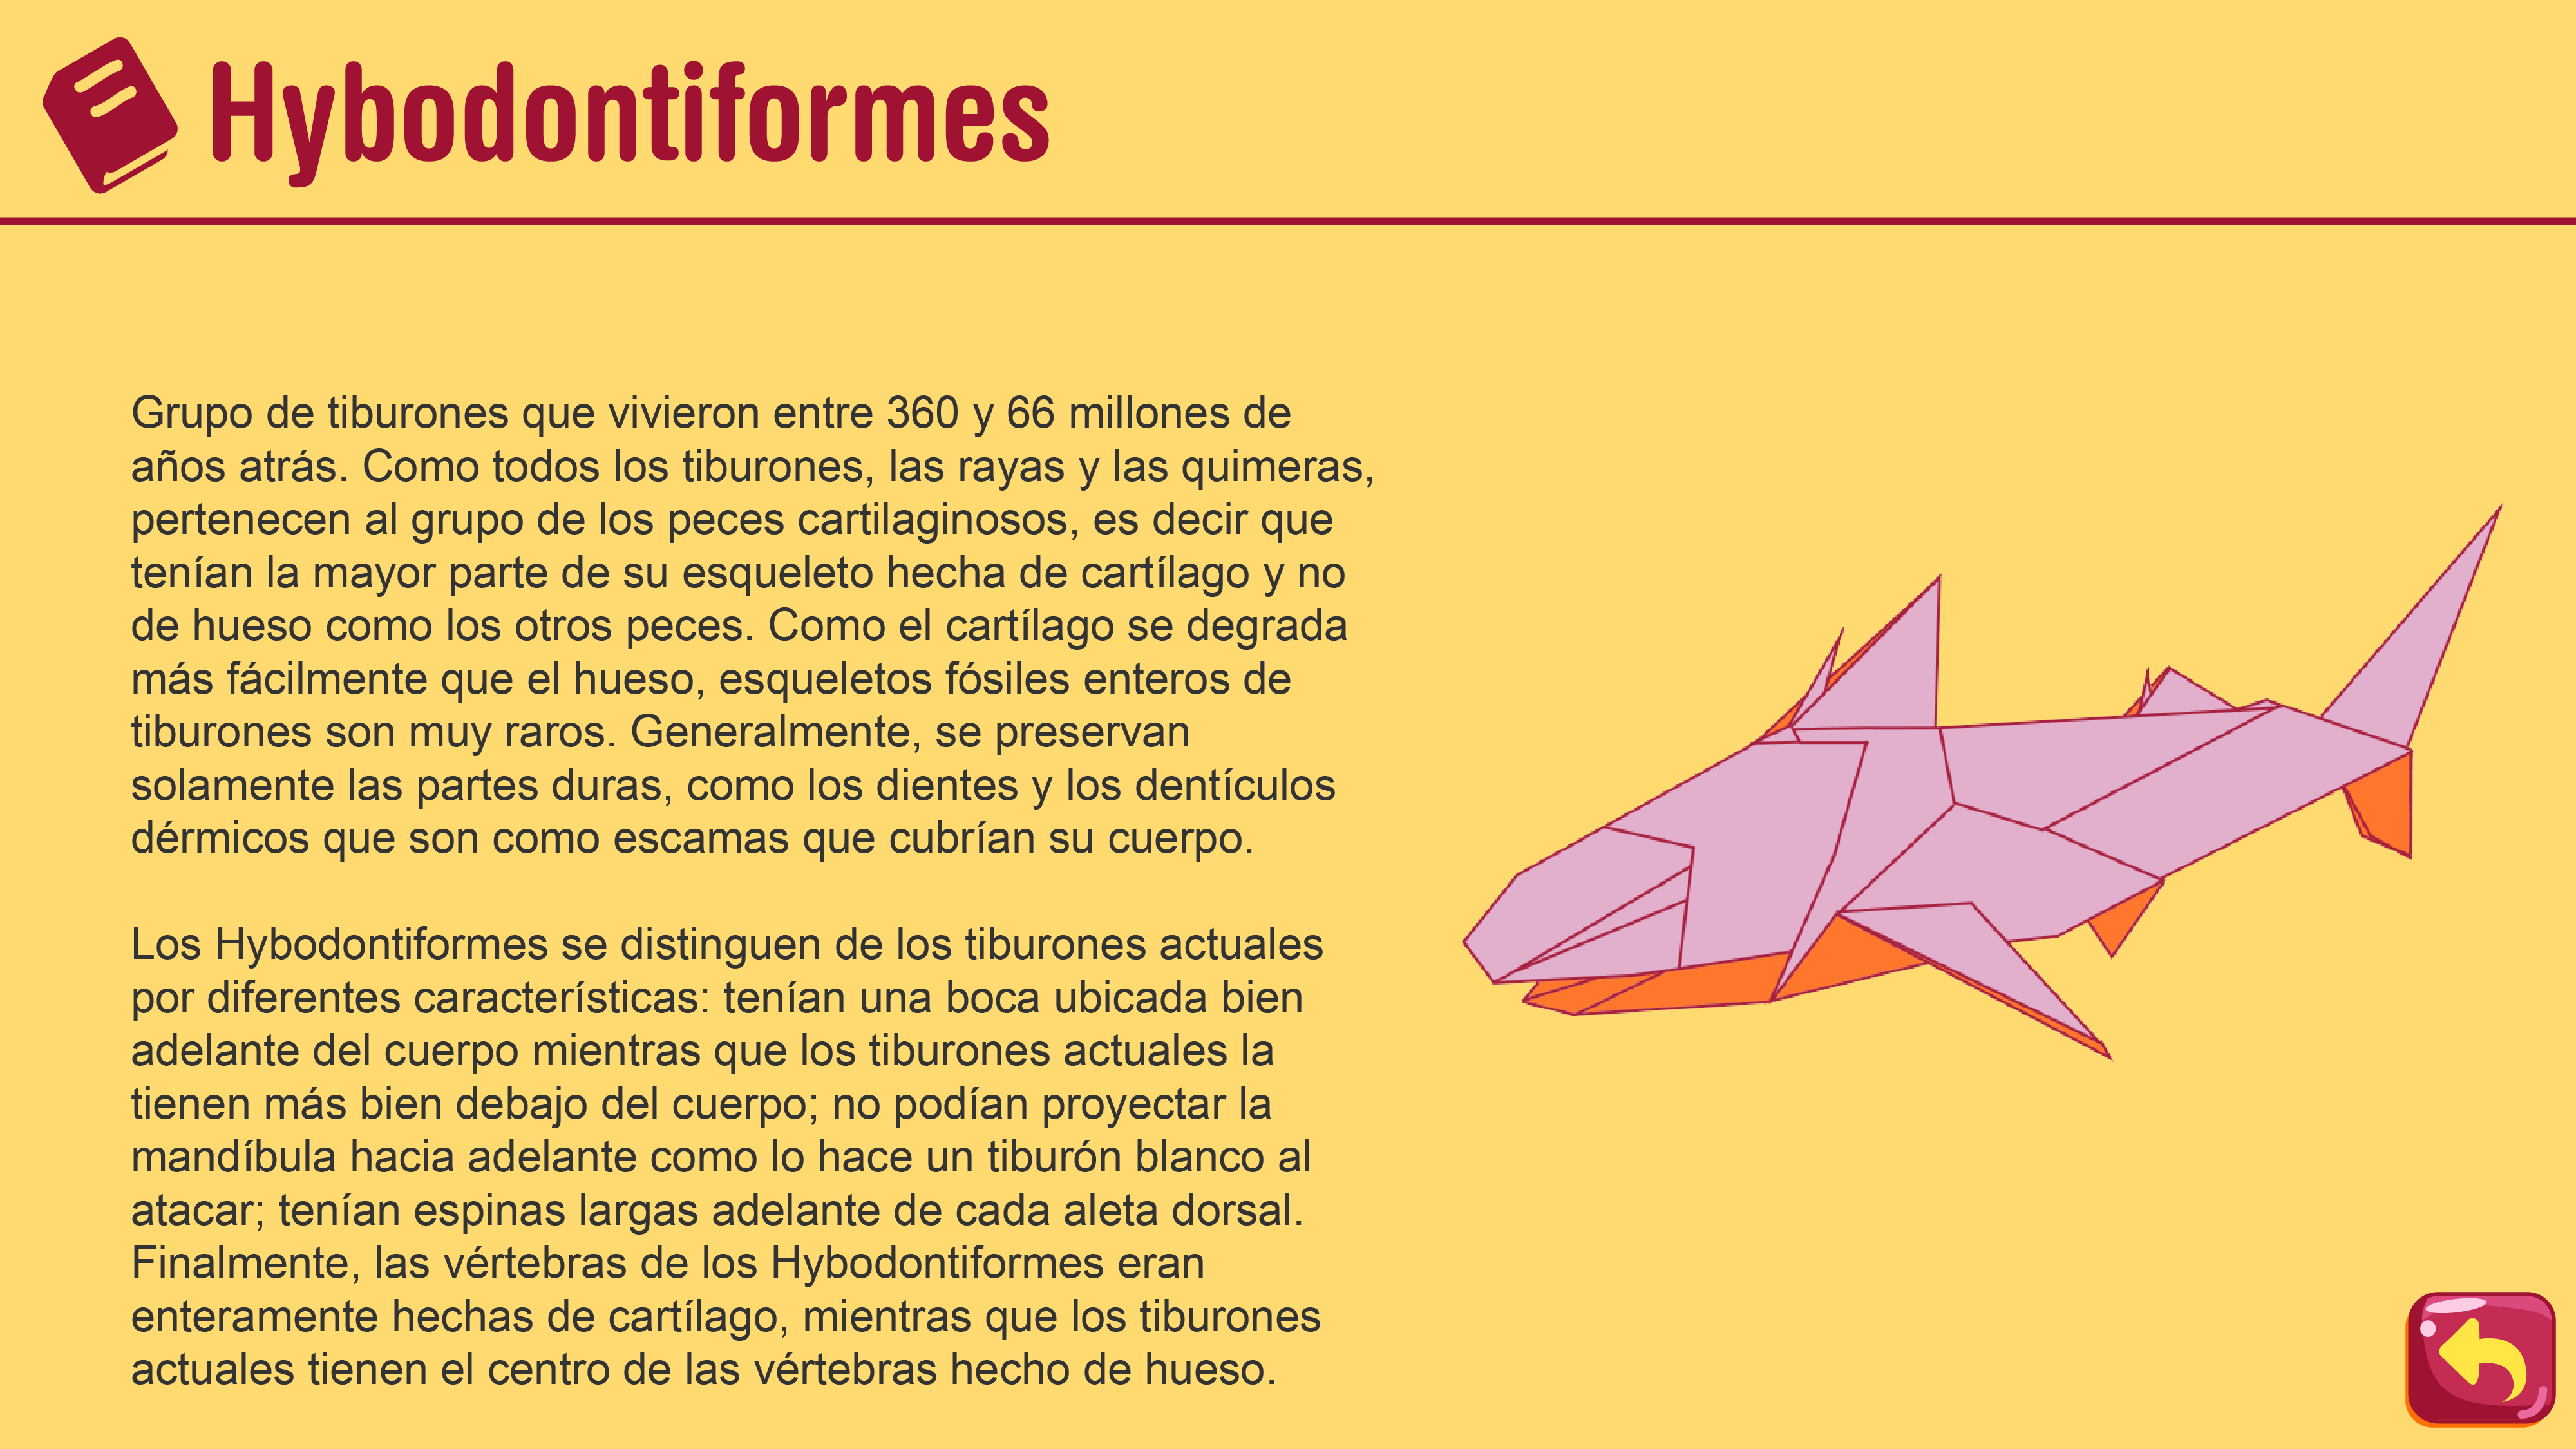 Hybodontiformes
Grupo de tiburones que vivieron entre 360 y 66 millones de
años atrás. Como todos los tiburones, las rayas y las quimeras,
pertenecen al grupo de los peces cartilaginosos, es decir que
tenían la mayor parte de su esqueleto hecha de cartílago y no
de hueso como los otros peces. Como el cartílago se degrada
más fácilmente que el hueso, esqueletos fósiles enteros de
tiburones son muy raros. Generalmente, se preservan
solamente las partes duras, como los dientes y los dentículos
dérmicos que son como escamas que cubrían su cuerpo.
Los Hybodontiformes se distinguen de los tiburones actuales
por diferentes características: tenían una boca ubicada bien
adelante del cuerpo mientras que los tiburones actuales la
tienen más bien debajo del cuerpo; no podían proyectar la
mandíbula hacia adelante como lo hace un tiburón blanco al
atacar; tenían espinas largas adelante de cada aleta dorsal.
Finalmente, las vértebras de los Hybodontiformes eran
enteramente hechas de cartílago, mientras que los tiburones
actuales tienen el centro de las vértebras hecho de hueso.